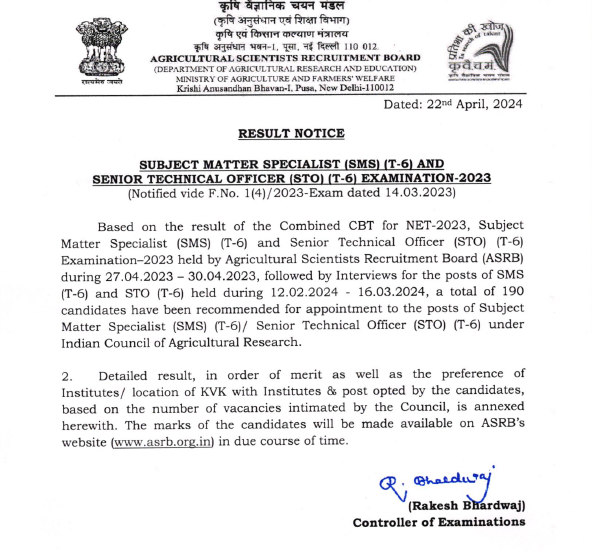 कृषि वैज्ञानिक चयन मंडल
(कृषि अनुसंधान एवं शिक्षा विभाग)
कृषि एवं किसान कल्याण मंत्रालय
कृषि अनुसंधान भवन-I, पूसा, नई दिल्ली 110 012
AGRICULTURAL SCIENTISTS RECRUITMENT BOARD
(DEPARTMENT OF AGRICULTURAL RESEARCH AND EDUCATION)
MINISTRY OF AGRICULTURE AND FARMERS' WELFARE
Krishi Anusandhan Bhavan-I, Pusa, New Delhi-110012
सत्यमेव जयते
प्रतिभा की खोज
In search of talent
कृ.वै.च.मं.
Dated: 22nd April, 2024
RESULT NOTICE
SUBJECT MATTER SPECIALIST (SMS) (T-6) AND
SENIOR TECHNICAL OFFICER (STO) (T-6) EXAMINATION-2023
(Notified vide F.No. 1(4)/2023-Exam dated 14.03.2023)
Based on the result of the Combined CBT for NET-2023, Subject
Matter Specialist (SMS) (T-6) and Senior Technical Officer (STO) (T-6)
Examination–2023 held by Agricultural Scientists Recruitment Board (ASRB)
during 27.04.2023 – 30.04.2023, followed by Interviews for the posts of SMS
(T-6) and STO (T-6) held during 12.02.2024 - 16.03.2024, a total of 190
candidates have been recommended for appointment to the posts of Subject
Matter Specialist (SMS) (T-6)/ Senior Technical Officer (STO) (T-6) under
Indian Council of Agricultural Research.
2. Detailed result, in order of merit as well as the preference of
Institutes/ location of KVK with Institutes & post opted by the candidates,
based on the number of vacancies intimated by the Council, is annexed
herewith. The marks of the candidates will be made available on ASRB's
website (www.asrb.org.in) in due course of time.
R. Bhardwaj
(Rakesh Bhardwaj)
Controller of Examinations